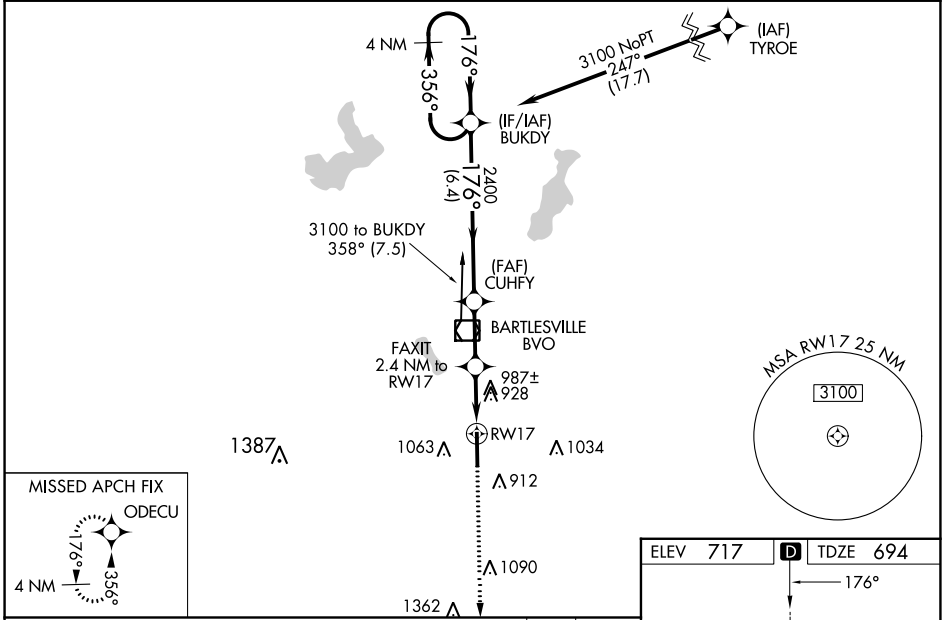 4 NM
176°
356°
3100 NoPT
247°
(17.7)
(IAF)
TYROE
(IF/IAF)
BUKDY
2400
176°
(6.4)
3100 to BUKDY
358° (7.5)
(FAF)
CUHFY
BARTLESVILLE
BVO
FAXIT
2.4 NM to
RW17
987±
928
RW17
1387
1063
1034
912
1090
1362
MSA RW17 25 NM
3100
MISSED APCH FIX
ODECU
176°
356°
4 NM
ELEV 717 D TDZE 694
176°